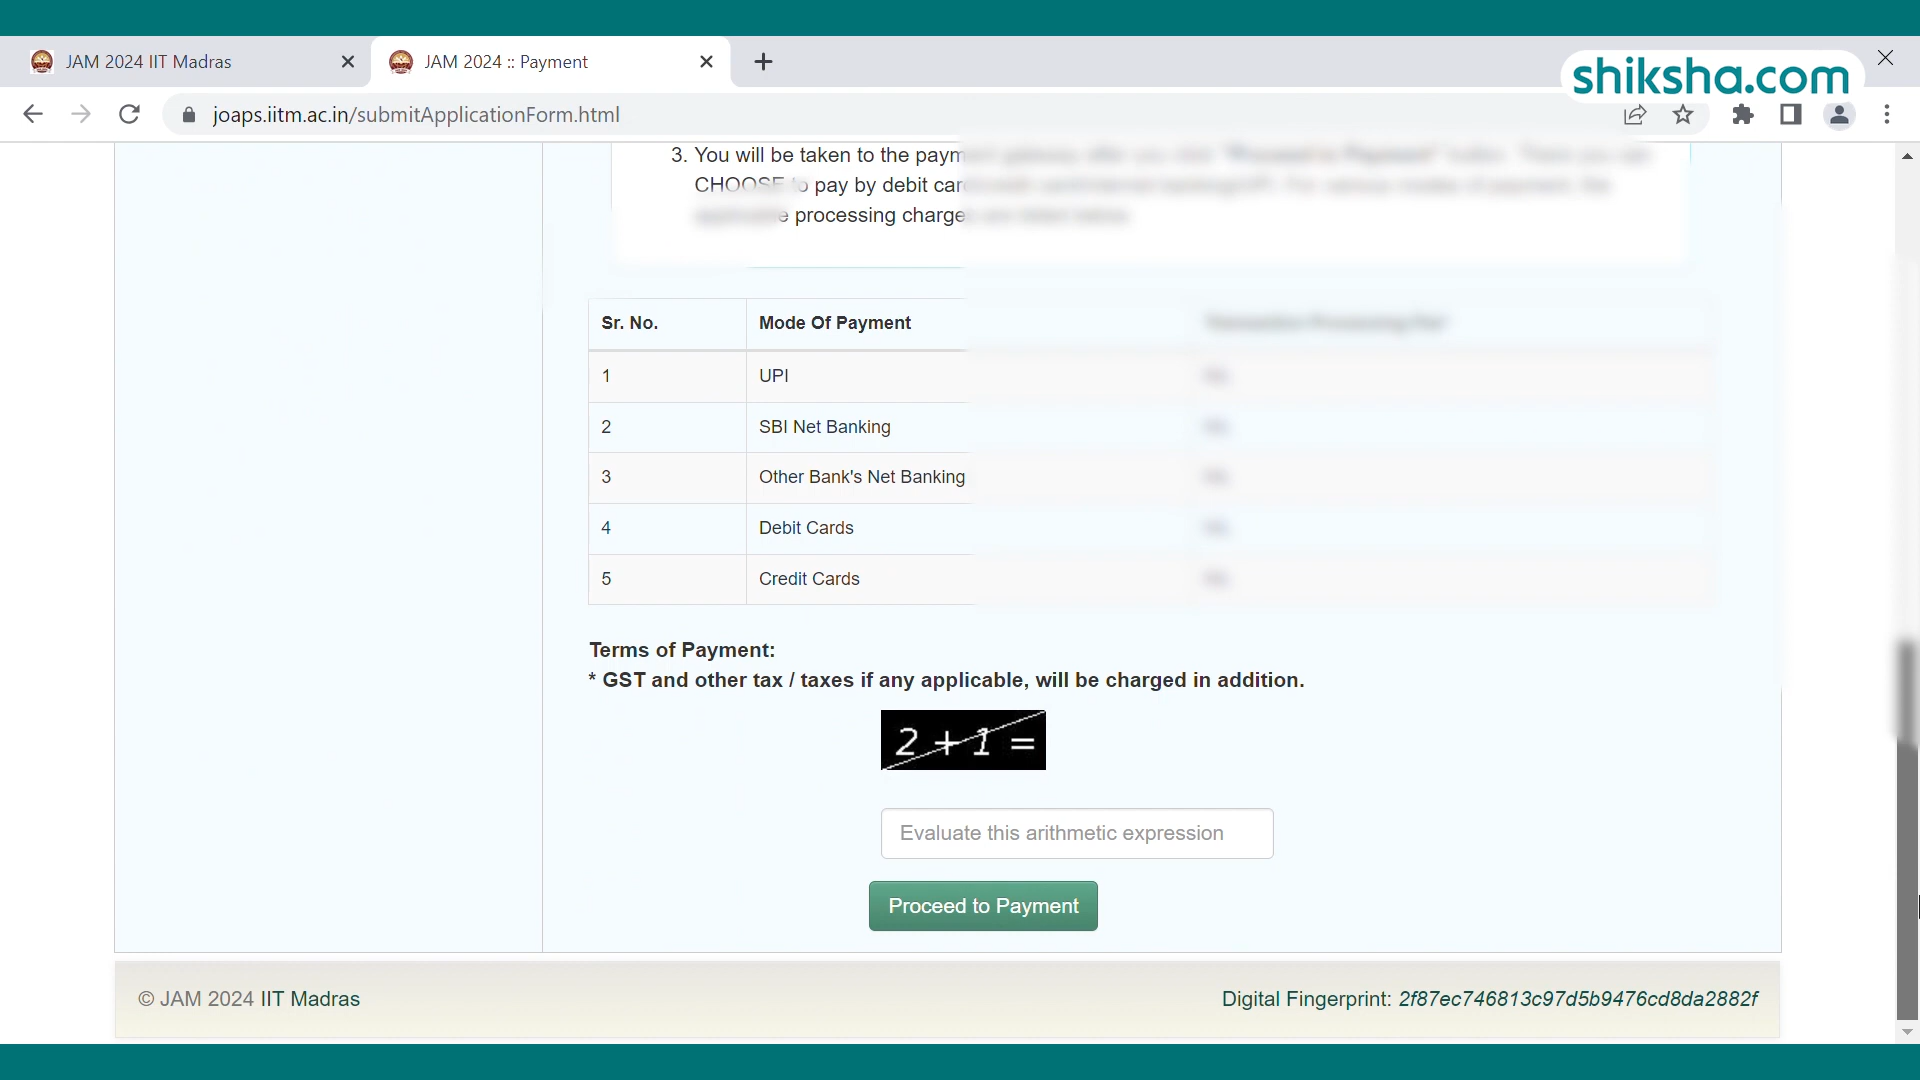 JAM 2024 IIT Madras
JAM 2024 :: Payment
shiksha.com
joaps.iitm.ac.in/submitApplicationForm.html
3. You will be taken to the
CHOOSE to pay by debit
processing
Sr. No. Mode Of Payment
1 UPI
2 SBI Net Banking
3 Other Bank's Net Banking
4 Debit Cards
5 Credit Cards
Terms of Payment:
* GST and other tax / taxes if any applicable, will be charged in addition.
2 + 1 =
Evaluate this arithmetic expression
Proceed to Payment
© JAM 2024 IIT Madras
Digital Fingerprint: 2f87ec746813c97d5b9476cd8da2882f